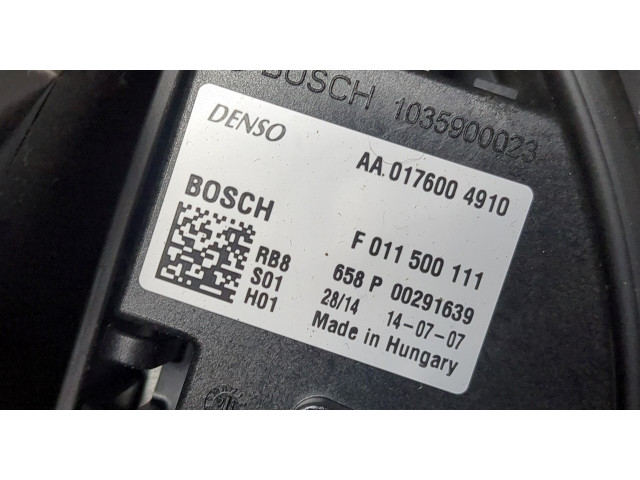 BOSCH 1035900023
DENSO
AA.017600 4910
BOSCH
F 011 500 111
RB8
S01
H01
658 P 00291639
28/14 14-07-07
Made in Hungary